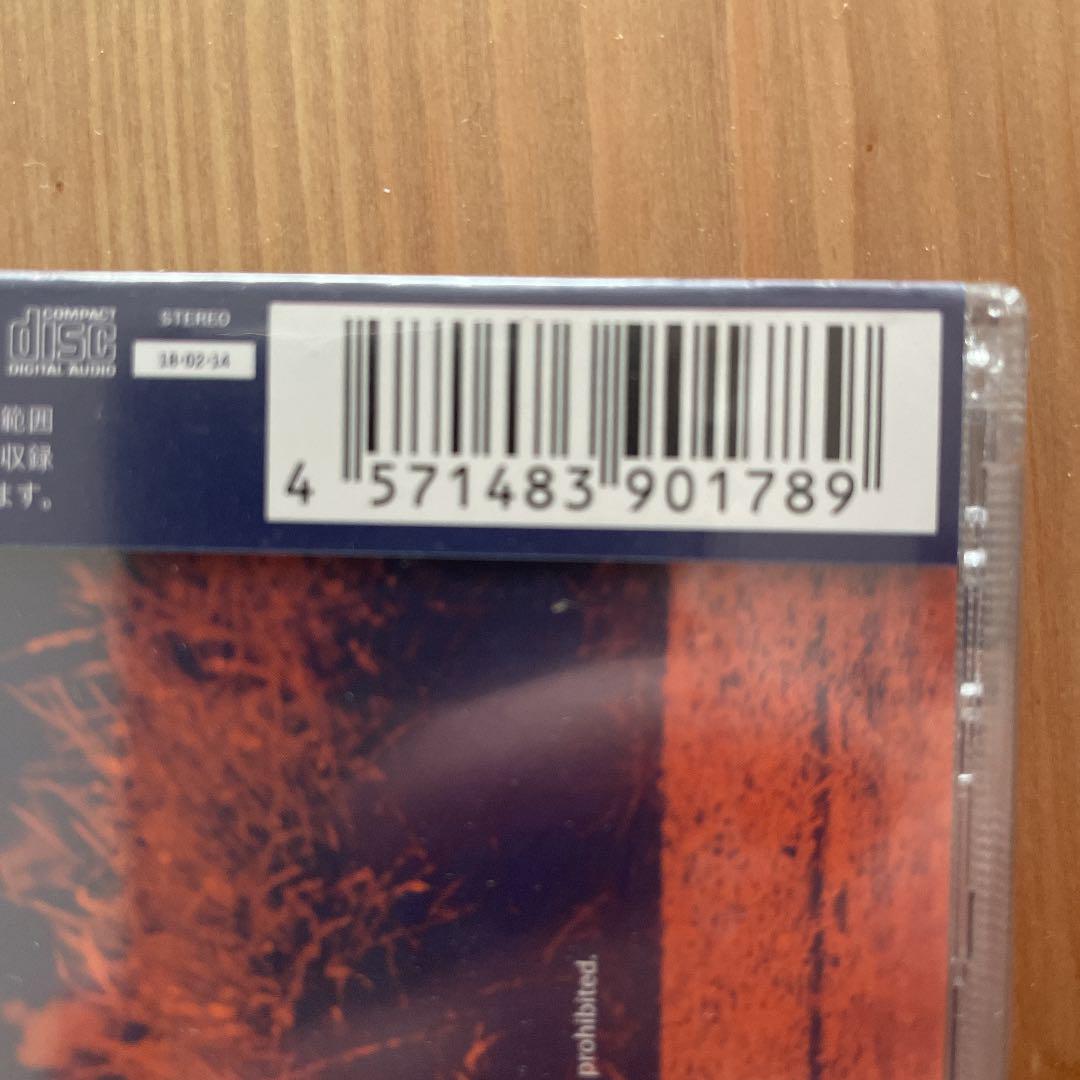 COMPACT
disc
DIGITAL AUDIO
STEREO
18・02・14
範囲
収録
ます。
4 571483 901789
prohibited.